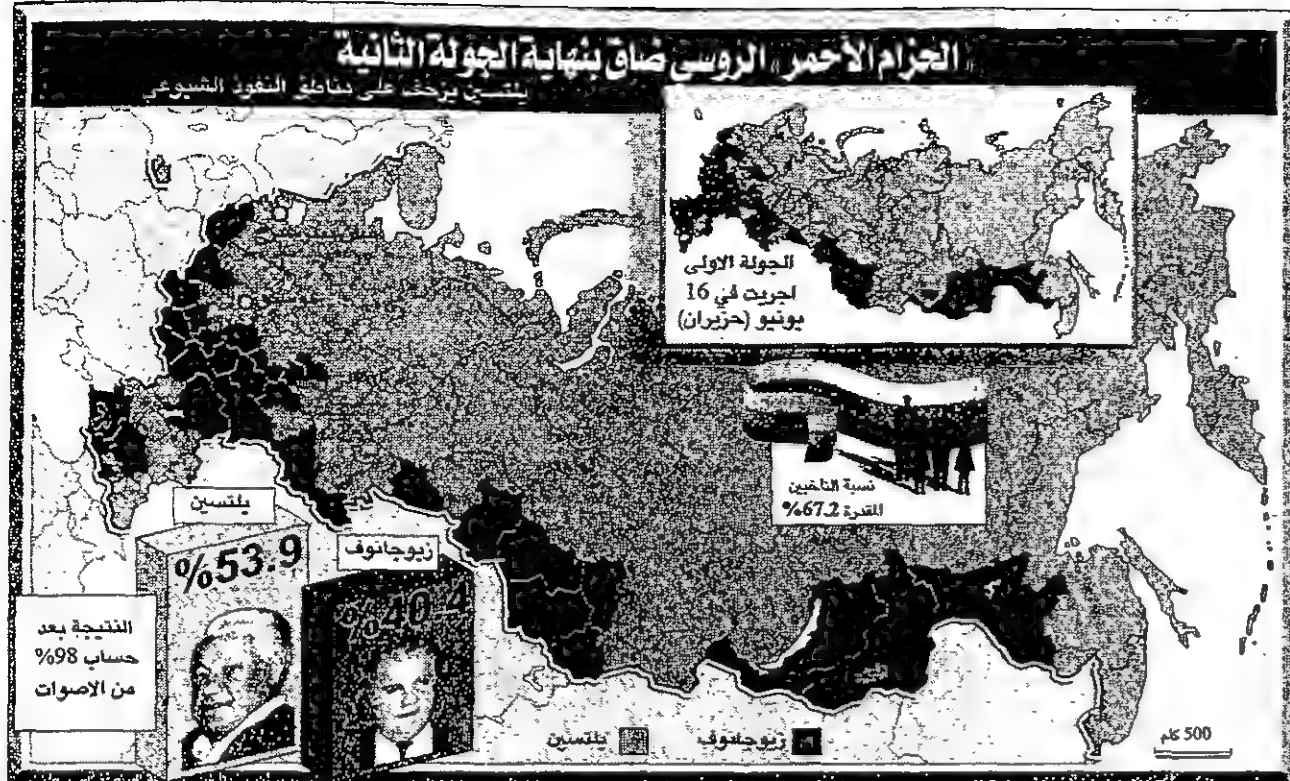 «الحزام الأحمر» الروسي ضاق بنهاية الجولة الثانية
يلتسين يزحف على مناطق النفوذ الشيوعي
الجولة الاولى
اجريت في 16
يونيو (حزيران)
نسبة الناخبين
المقدرة 67.2%
يلتسين
%53.9
زيوجانوف
%40.4
النتيجة بعد
حساب 98%
من الاصوات
زيوجانوف
يلتسين
500 كلم